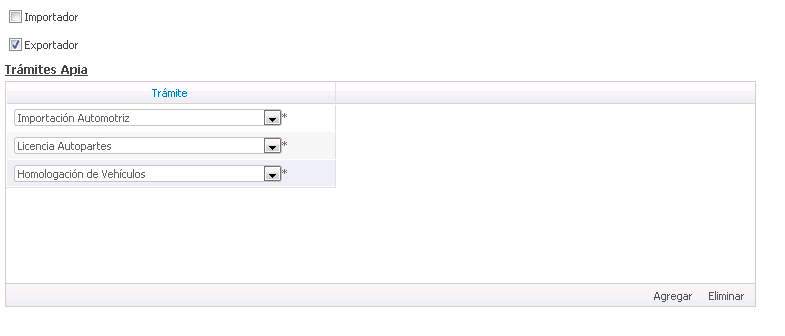 Importador
Exportador
Trámites Apia
Trámite
Importación Automotriz *
Licencia Autopartes *
Homologación de Vehículos *
Agregar Eliminar